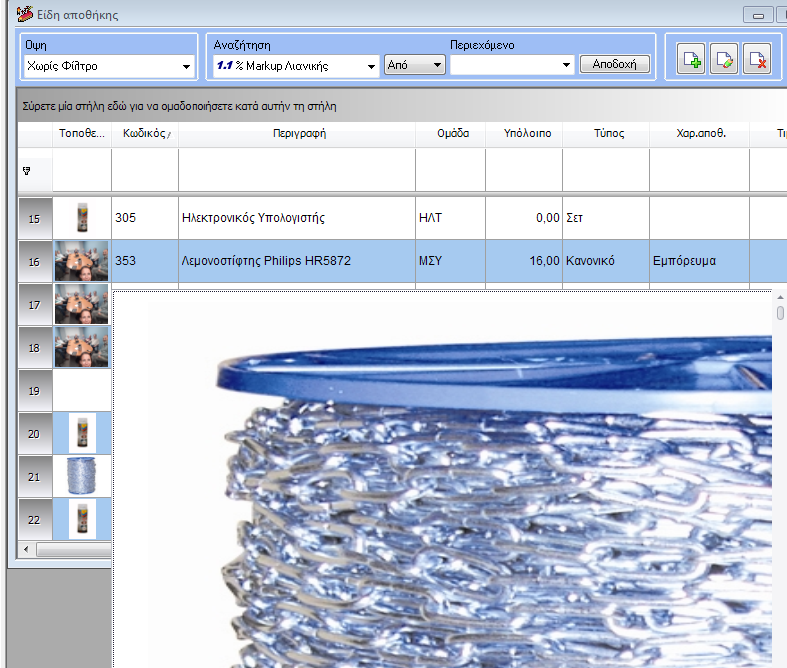 Είδη αποθήκης
Όψη
Χωρίς Φίλτρο
Αναζήτηση
1.1 % Markup Λιανικής
Από
Περιεχόμενο
Αποδοχή
Σύρετε μία στήλη εδώ για να ομαδοποιήσετε κατά αυτήν τη στήλη
Τοποθε... Κωδικός Περιγραφή Ομάδα Υπόλοιπο Τύπος Χαρ.αποθ.
15 305 Ηλεκτρονικός Υπολογιστής ΗΛΤ 0,00 Σετ
16 353 Λεμονοστίφτης Philips HR5872 ΜΣΥ 16,00 Κανονικό Εμπόρευμα
17
18
19
20
21
22